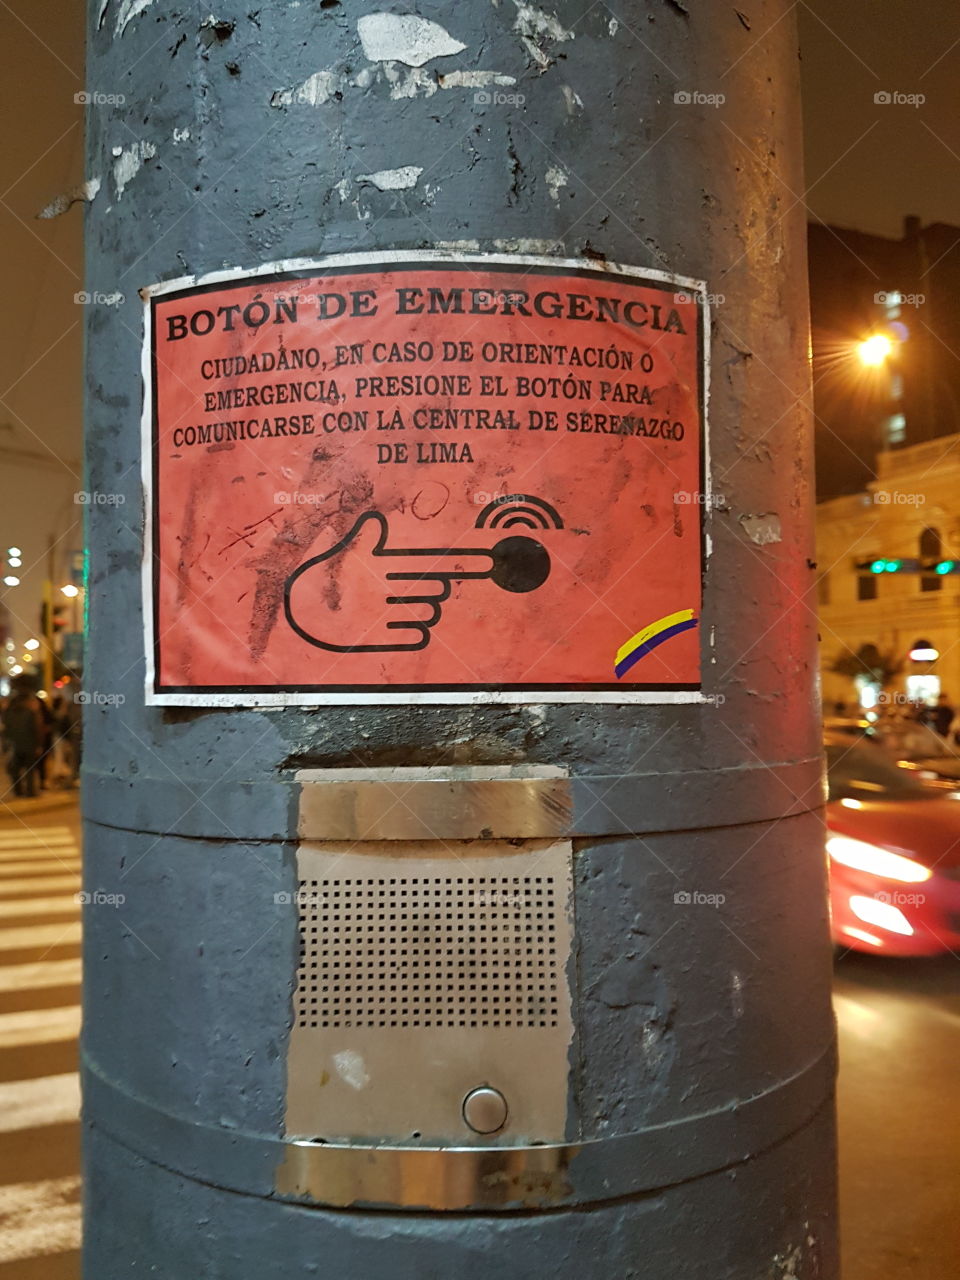 BOTÓN DE EMERGENCIA
CIUDADANO, EN CASO DE ORIENTACIÓN O
EMERGENCIA, PRESIONE EL BOTÓN PARA
COMUNICARSE CON LA CENTRAL DE SERENAZGO
DE LIMA
foap